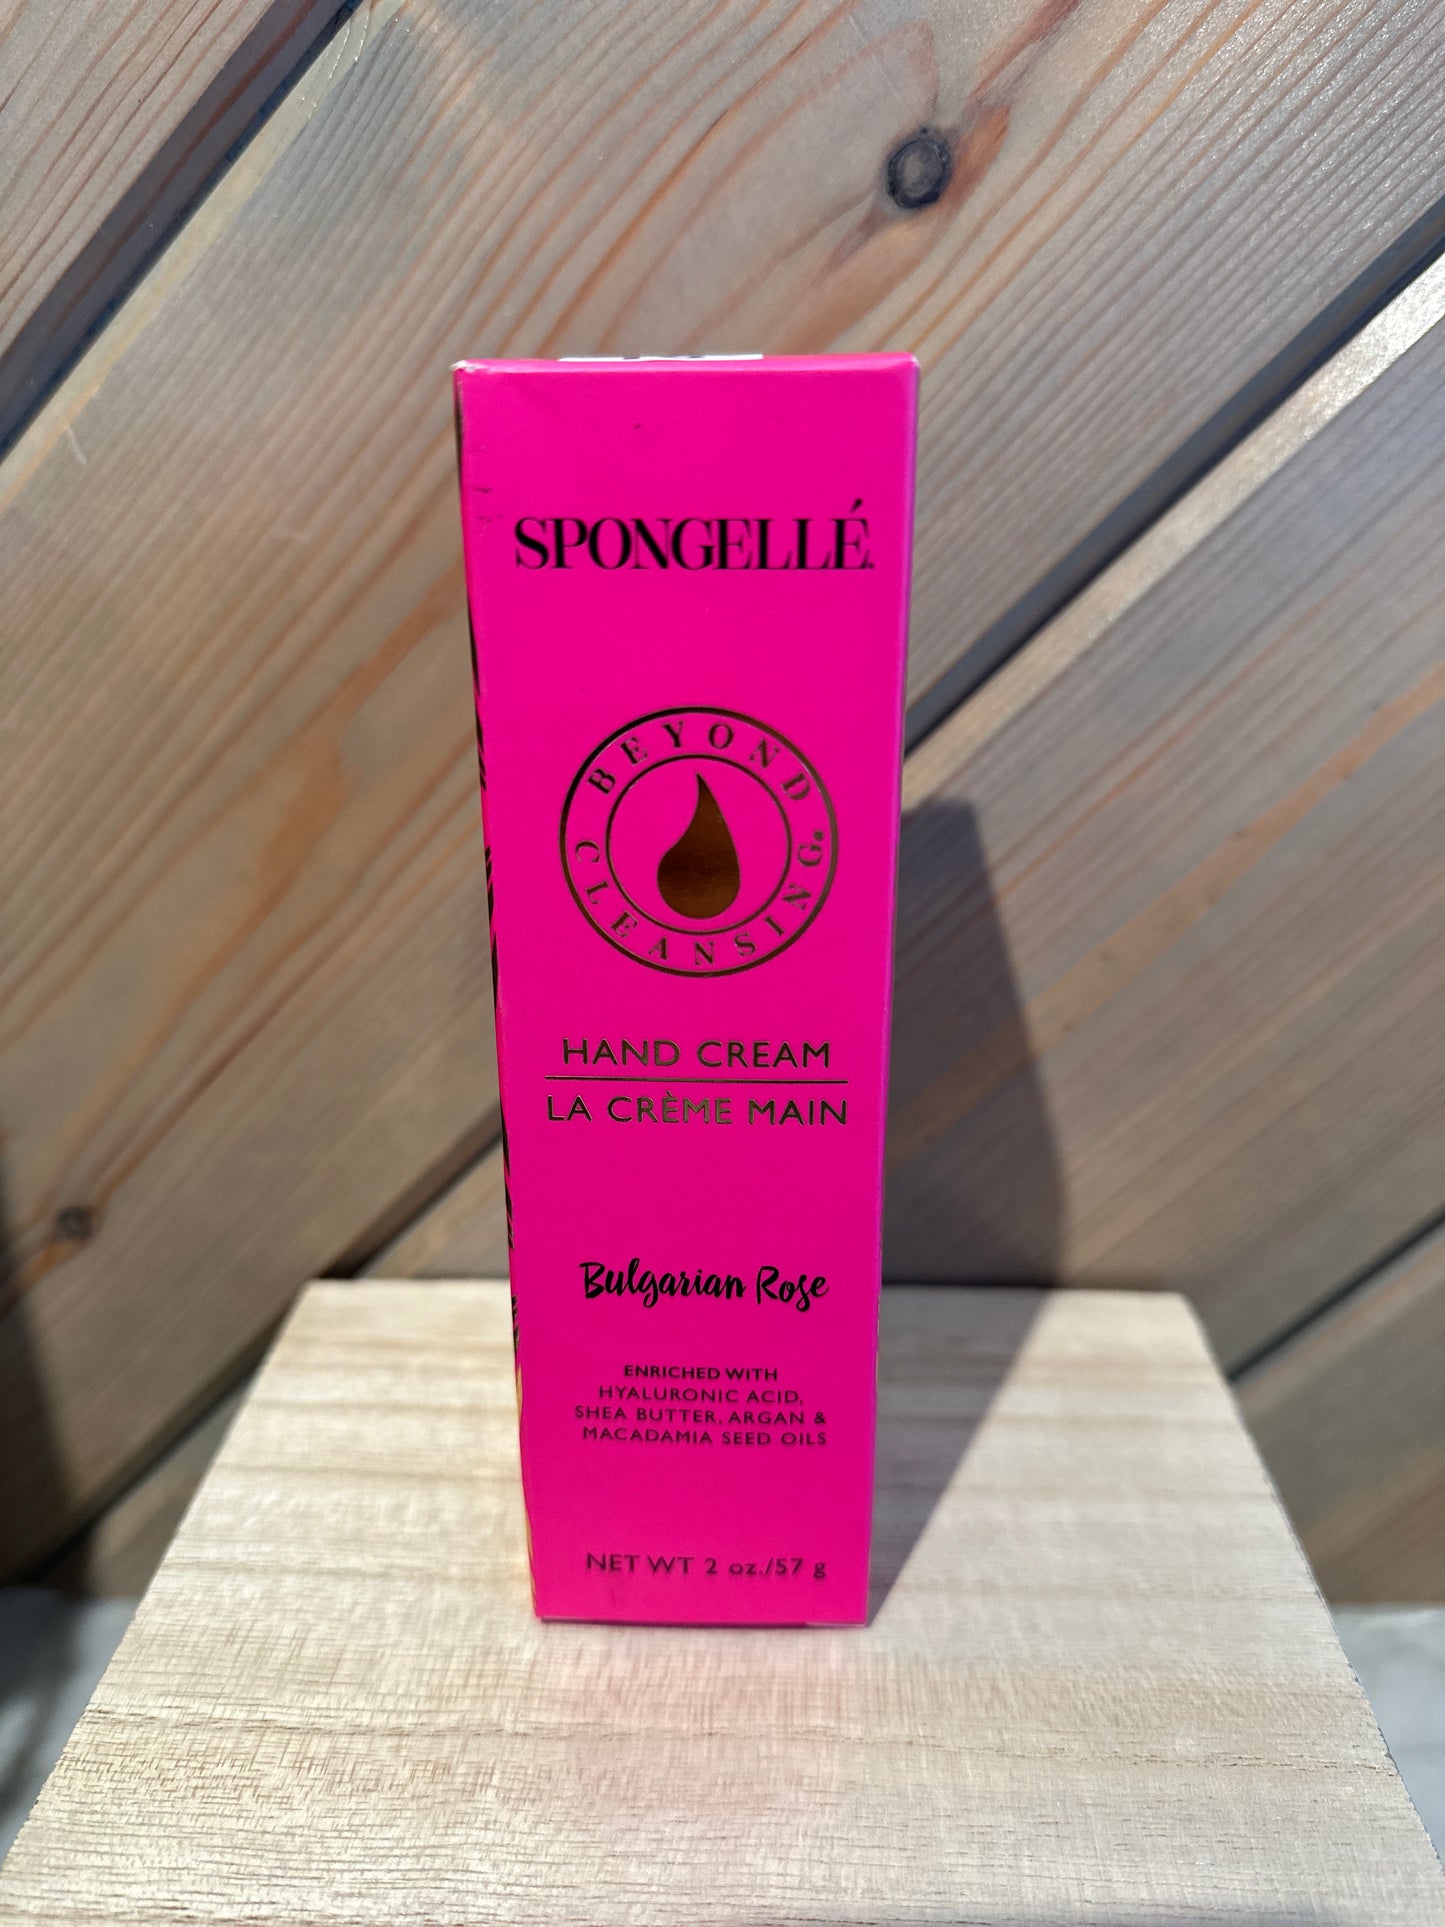 SPONGELLÉ
BEYOND CLEANSING®
HAND CREAM
LA CRÈME MAIN
Bulgarian Rose
ENRICHED WITH
HYALURONIC ACID,
SHEA BUTTER, ARGAN &
MACADAMIA SEED OILS
NET WT 2 oz./57 g